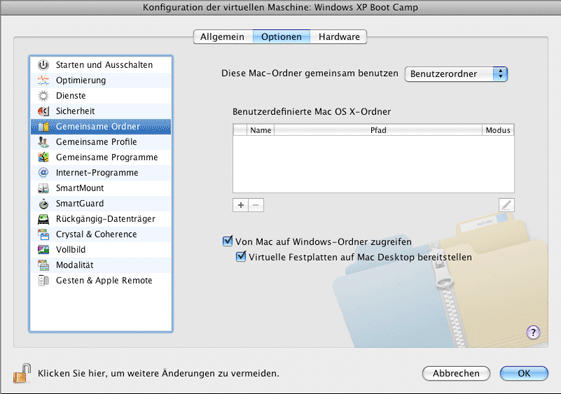 Konfiguration der virtuellen Maschine: Windows XP Boot Camp
Allgemein Optionen Hardware
Starten und Ausschalten
Optimierung
Dienste
Sicherheit
Gemeinsame Ordner
Gemeinsame Profile
Gemeinsame Programme
Internet-Programme
SmartMount
SmartGuard
Rückgängig-Datenträger
Crystal & Coherence
Vollbild
Modalität
Gesten & Apple Remote
Diese Mac-Ordner gemeinsam benutzen Benutzerordner
Benutzerdefinierte Mac OS X-Ordner
Name Pfad Modus
+ −
Von Mac auf Windows-Ordner zugreifen
Virtuelle Festplatten auf Mac Desktop bereitstellen
?
Klicken Sie hier, um weitere Änderungen zu vermeiden.
Abbrechen OK